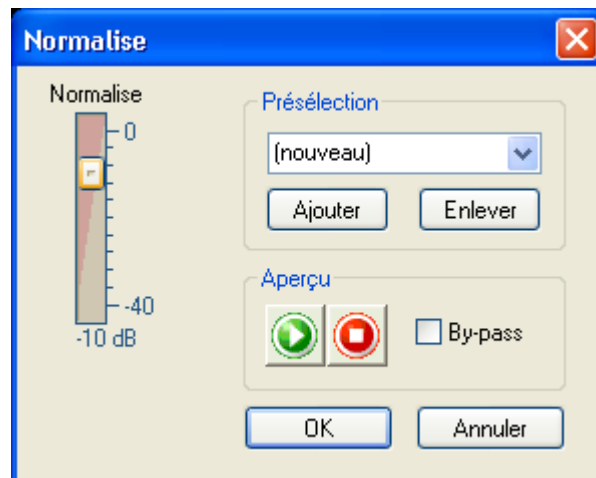 Normalise
Normalise
0
-40
-10 dB
Présélection
(nouveau)
Ajouter
Enlever
Aperçu
By-pass
OK
Annuler